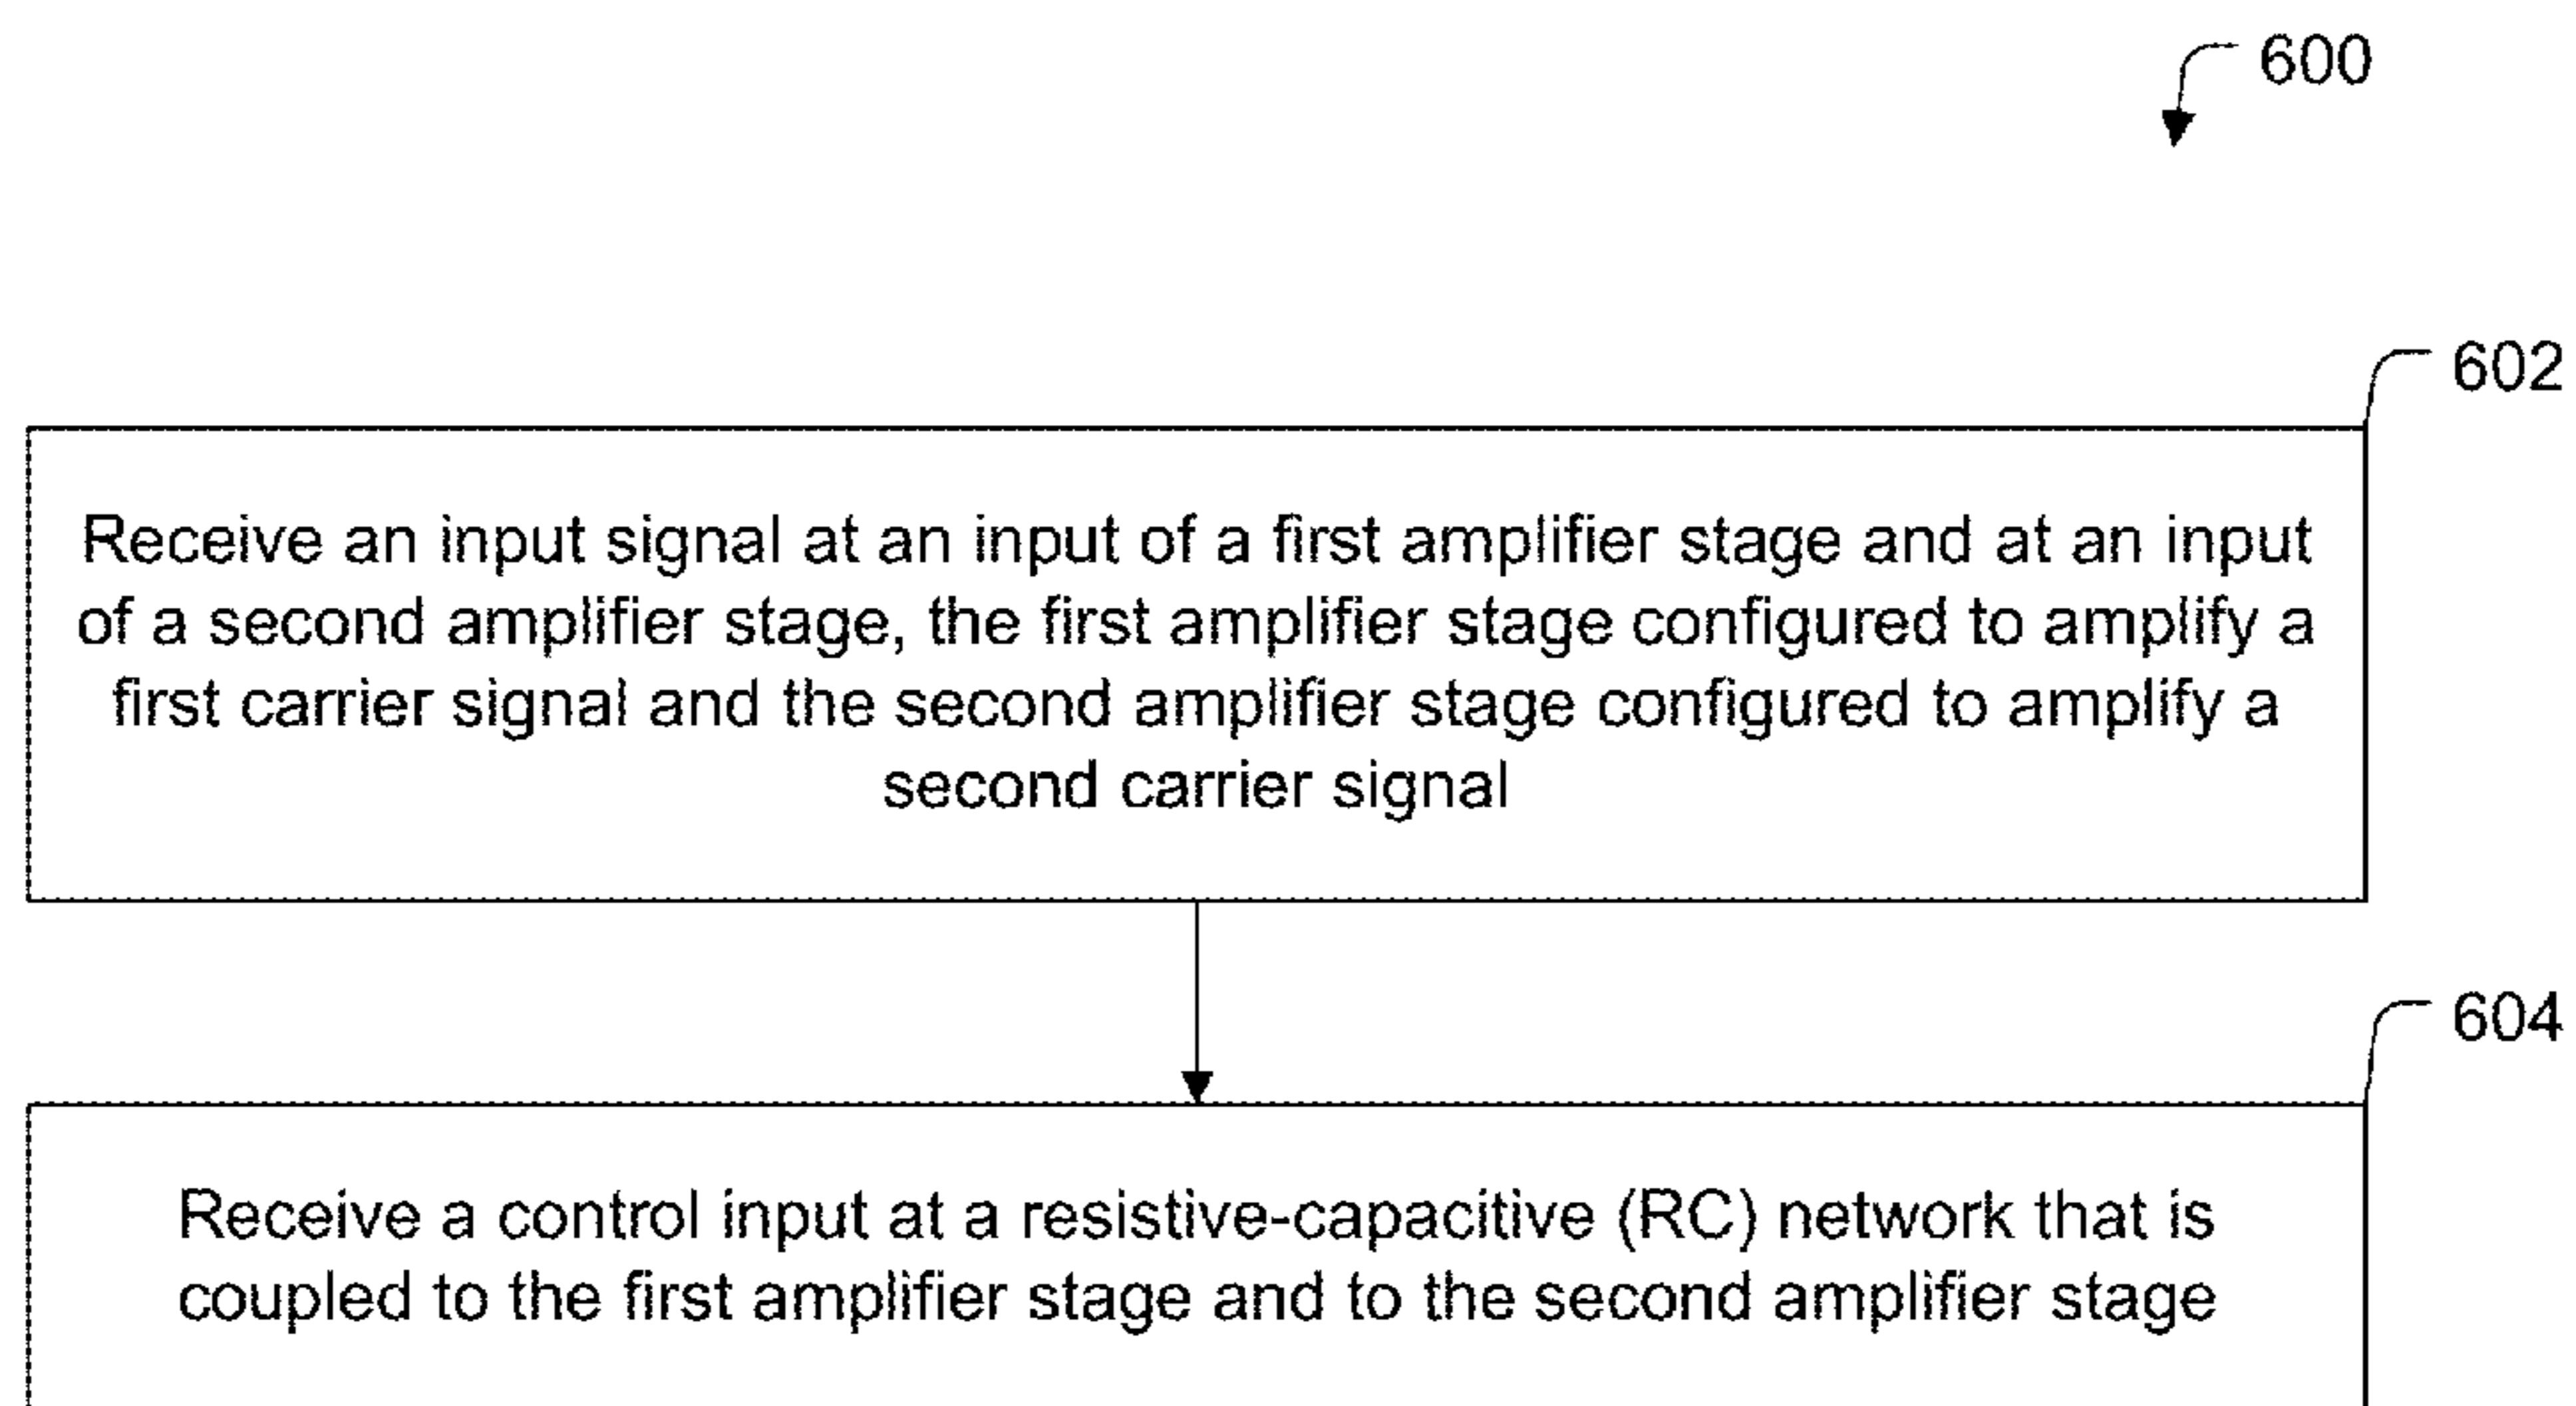 600
602
Receive an input signal at an input of a first amplifier stage and at an input
of a second amplifier stage, the first amplifier stage configured to amplify a
first carrier signal and the second amplifier stage configured to amplify a
second carrier signal
604
Receive a control input at a resistive-capacitive (RC) network that is
coupled to the first amplifier stage and to the second amplifier stage